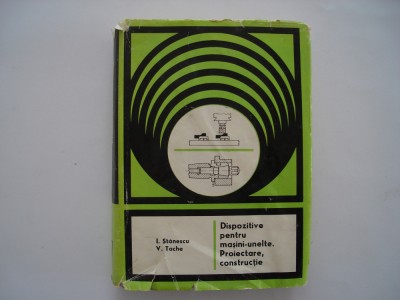 I. Stănescu
V. Tache
Dispozitive
pentru
mașini-unelte.
Proiectare,
construcție